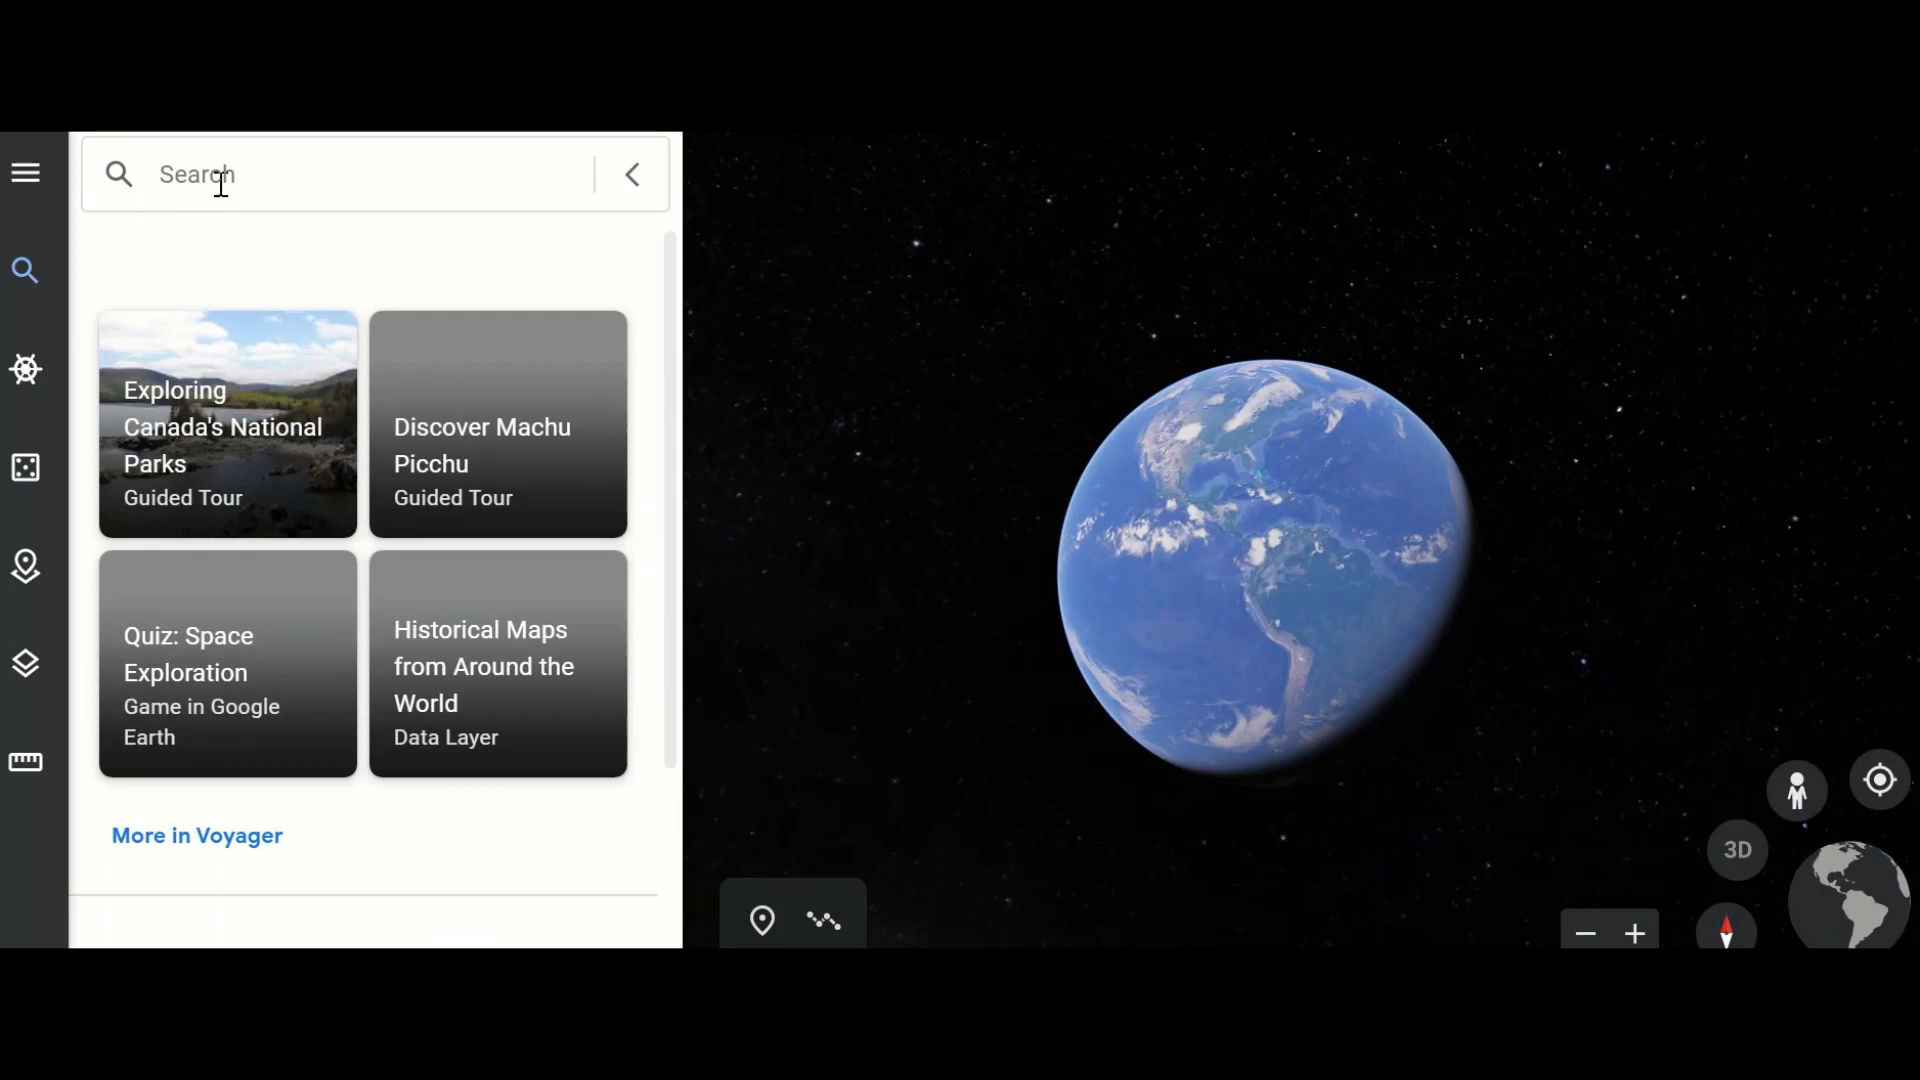 Search
Exploring
Canada's National
Parks
Guided Tour
Discover Machu
Picchu
Guided Tour
Quiz: Space
Exploration
Game in Google
Earth
Historical Maps
from Around the
World
Data Layer
More in Voyager
3D